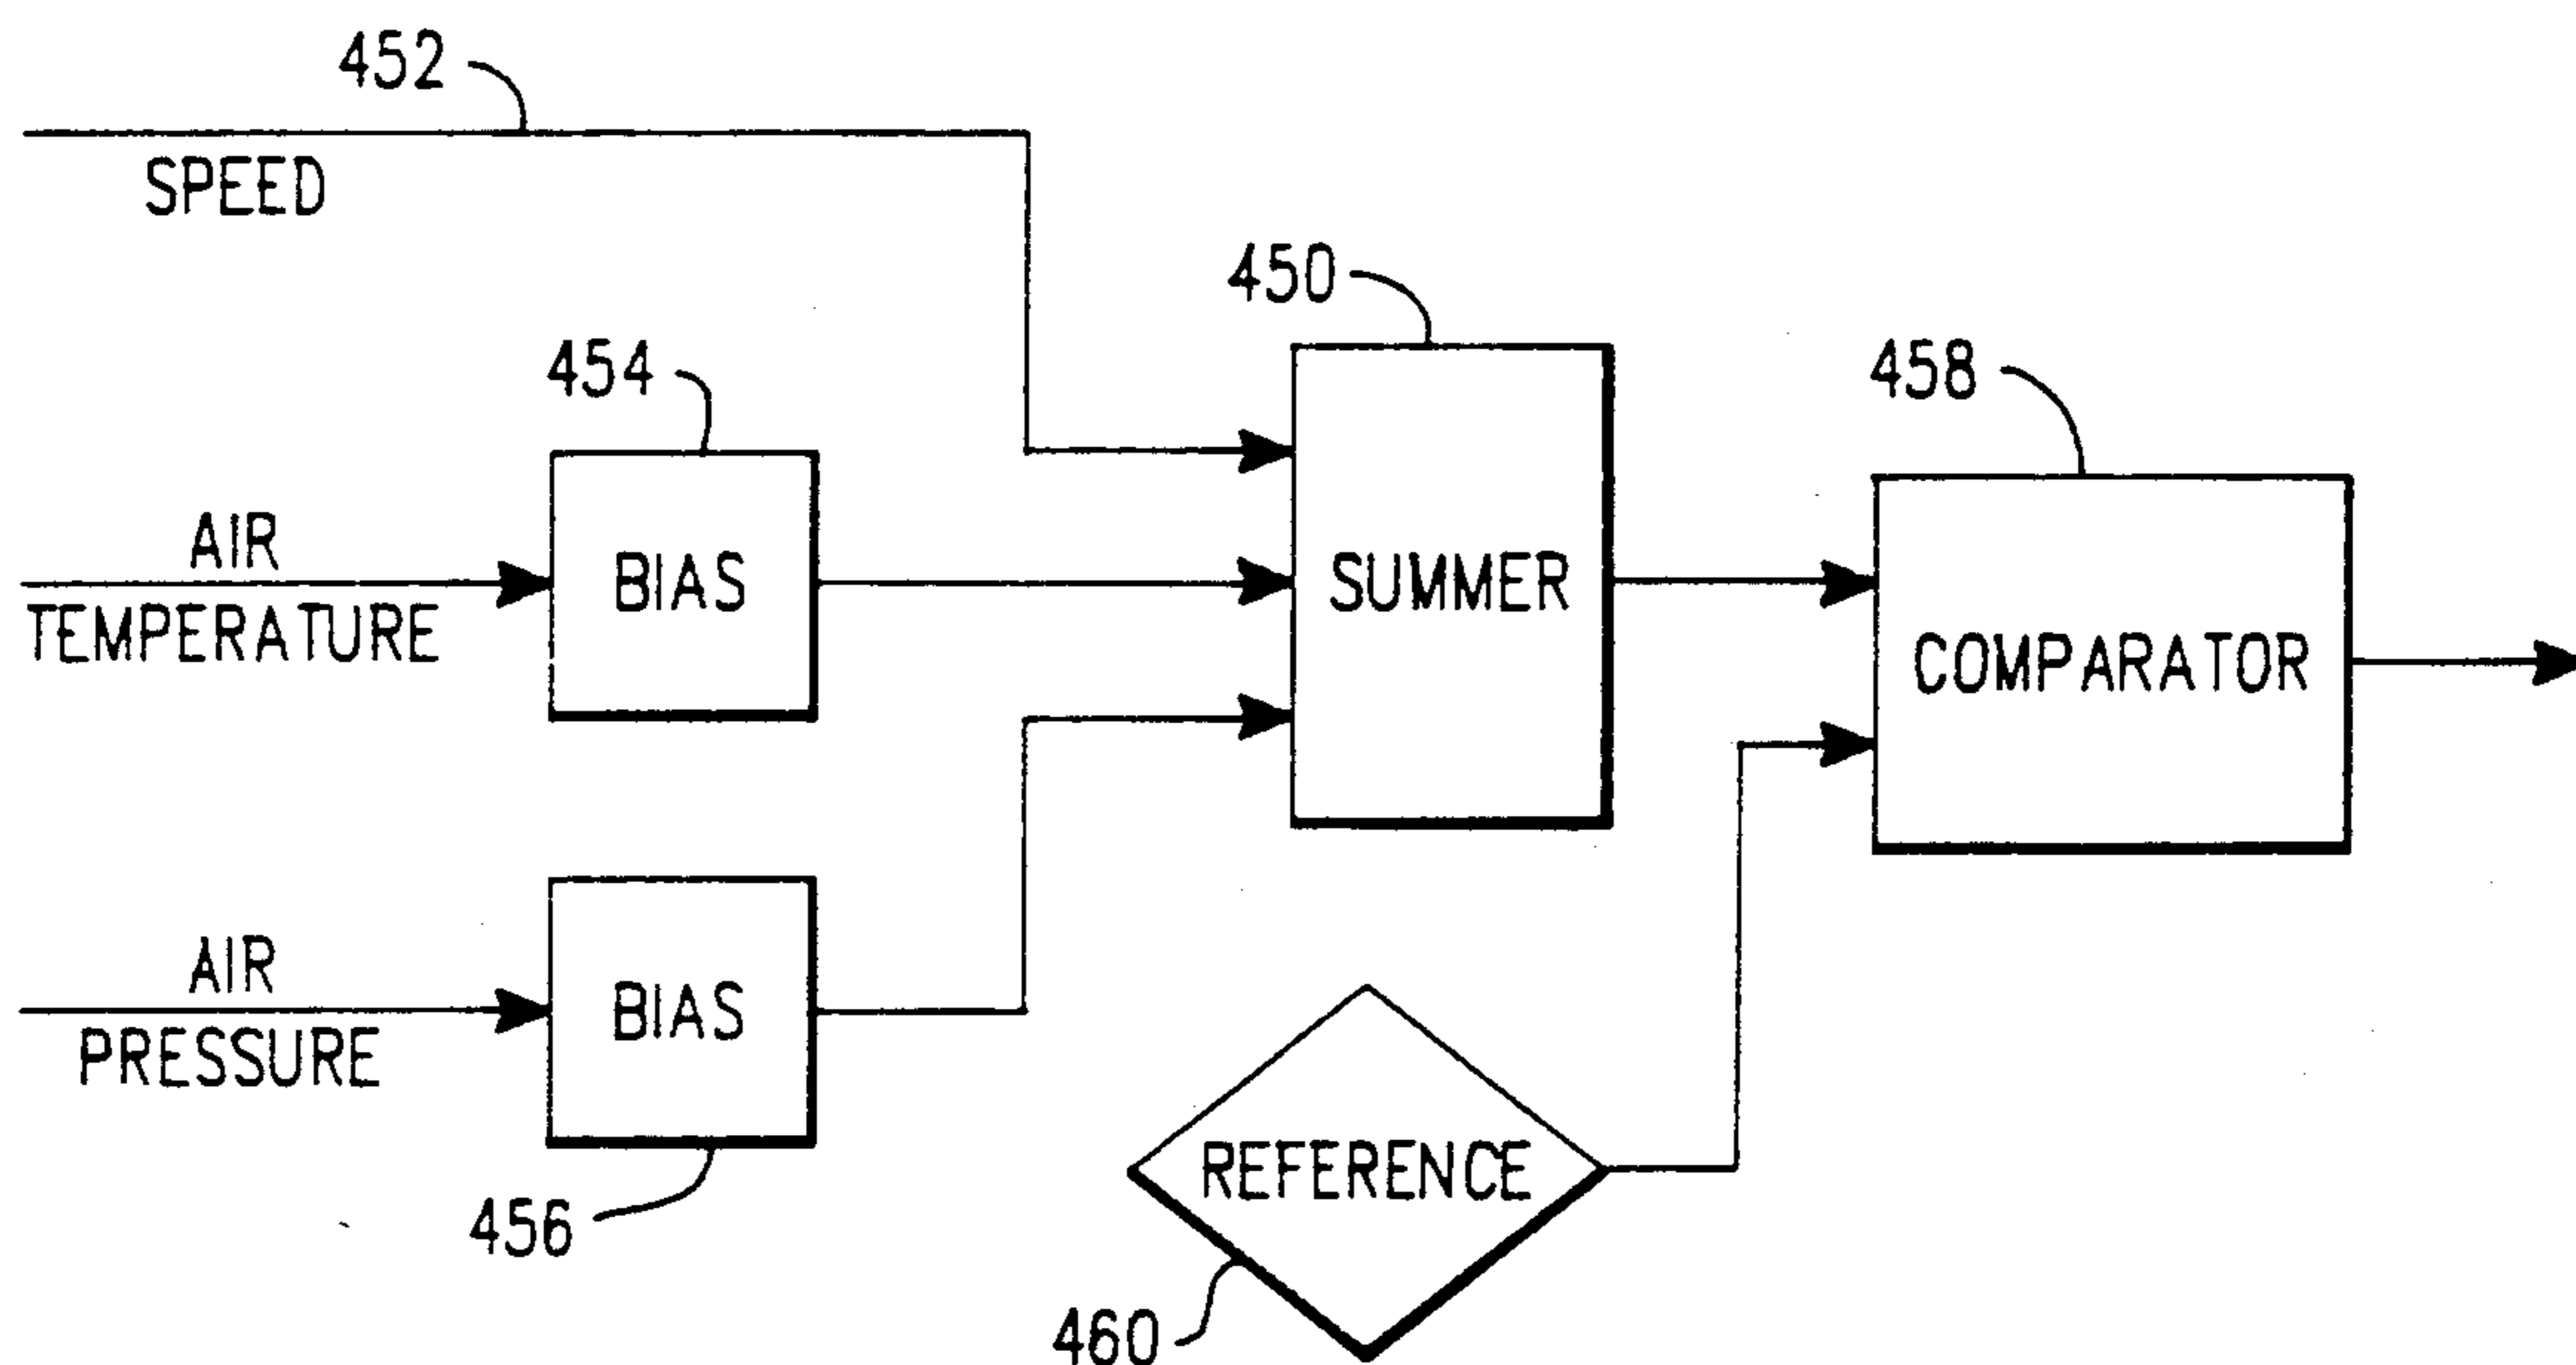 452
SPEED
450
454
458
AIR
TEMPERATURE
BIAS
SUMMER
COMPARATOR
AIR
PRESSURE
BIAS
REFERENCE
456
460